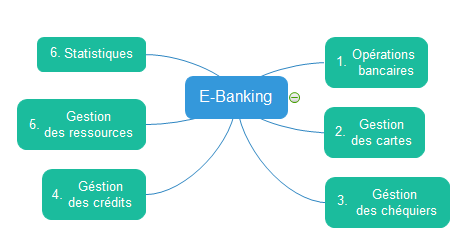 E-Banking
1. Opérations
bancaires
2. Gestion
des cartes
3. Géstion
des chéquiers
4. Géstion
des crédits
5. Gestion
des ressources
6. Statistiques